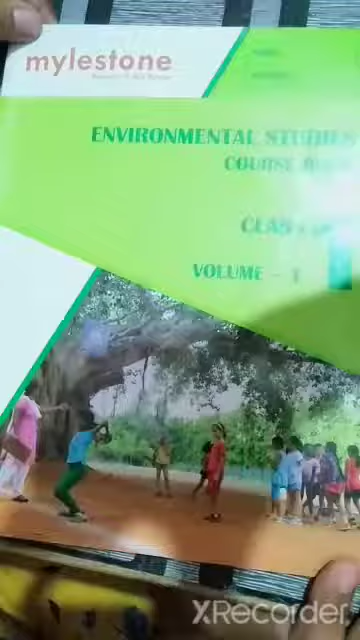 mylestone
ENVIRONMENTAL STUDIES
COURSE
CLASS
VOLUME - 1
XRecorder